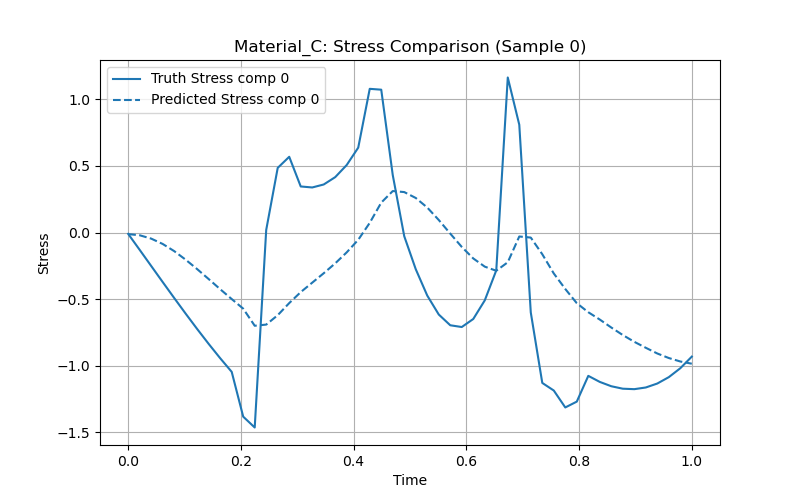 Material_C: Stress Comparison (Sample 0)
Truth Stress comp 0
Predicted Stress comp 0
1.0
0.5
0.0
−0.5
−1.0
−1.5
Stress
0.0
0.2
0.4
0.6
0.8
1.0
Time